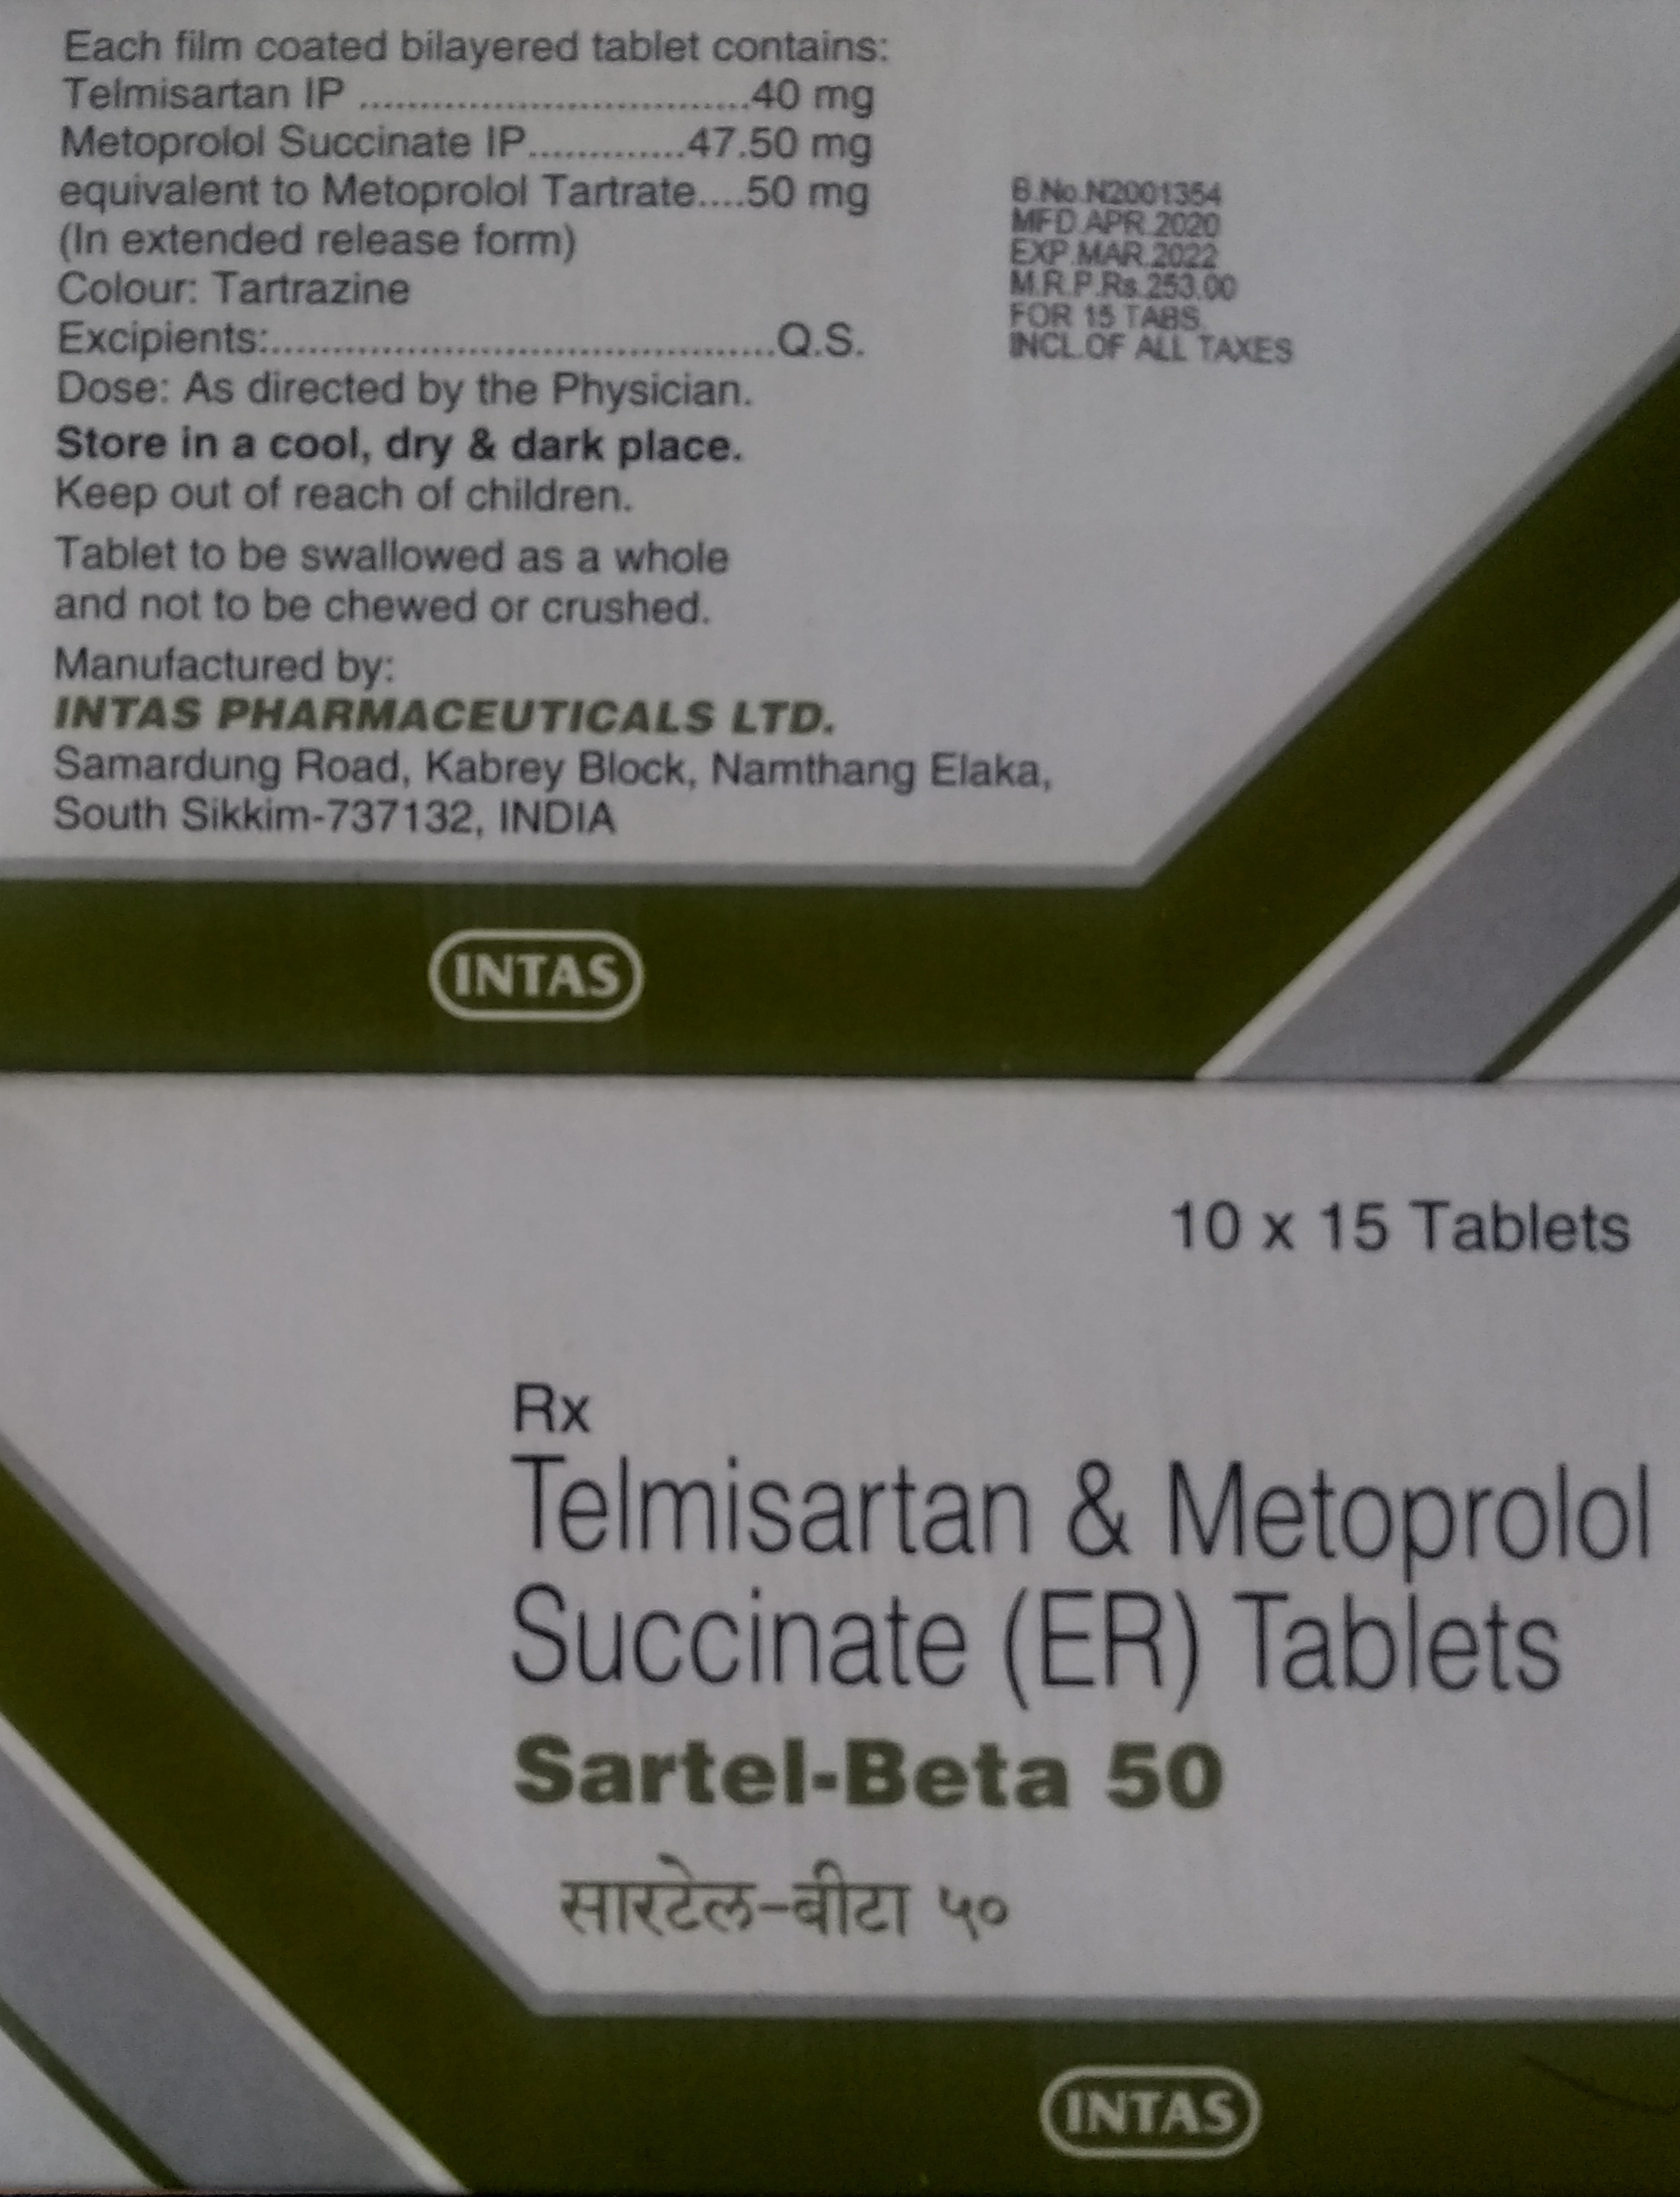 Each film coated bilayered tablet contains:
Telmisartan IP ................................40 mg
Metoprolol Succinate IP.............47.50 mg
equivalent to Metoprolol Tartrate....50 mg
(In extended release form)
Colour: Tartrazine
Excipients:.........................................Q.S.
Dose: As directed by the Physician.
Store in a cool, dry & dark place.
Keep out of reach of children.
Tablet to be swallowed as a whole
and not to be chewed or crushed.
Manufactured by:
INTAS PHARMACEUTICALS LTD.
Samardung Road, Kabrey Block, Namthang Elaka,
South Sikkim-737132, INDIA
B.No.N2001354
MFD.APR.2020
EXP.MAR.2022
M.R.P.Rs.253.00
FOR 15 TABS.
INCL.OF ALL TAXES
INTAS
10 x 15 Tablets
Rx
Telmisartan & Metoprolol
Succinate (ER) Tablets
Sartel-Beta 50
सारटेल-बीटा ५०
INTAS